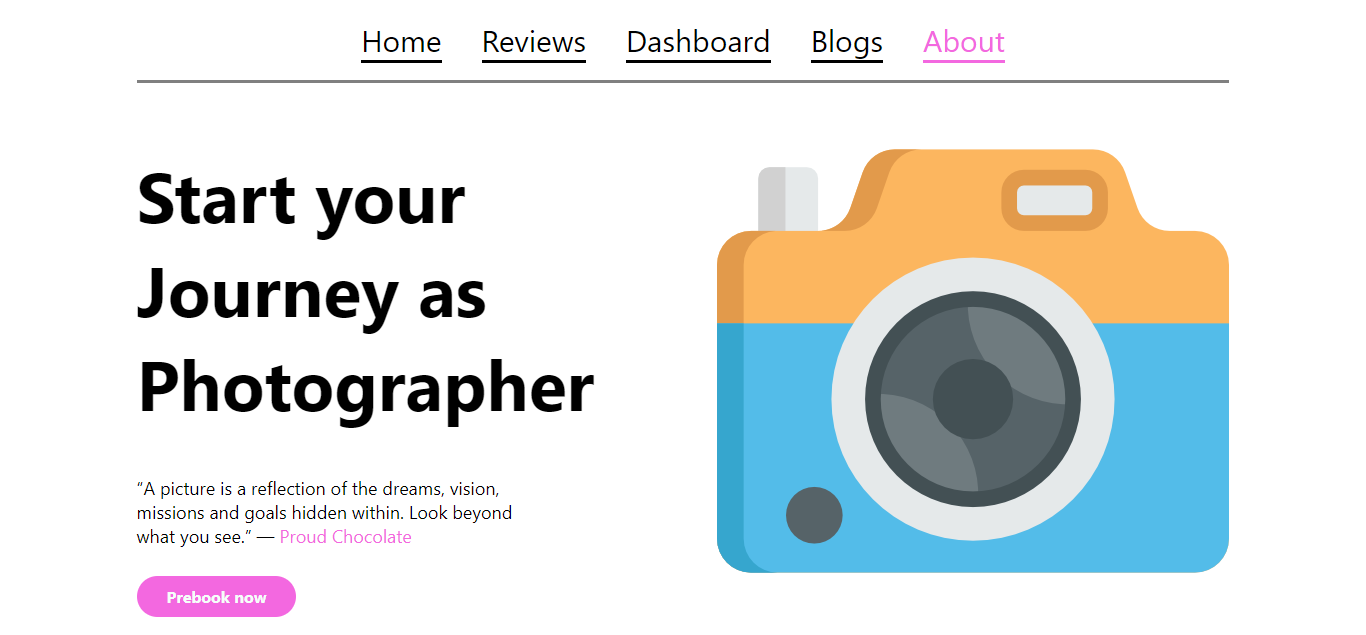 Home Reviews Dashboard Blogs About
Start your
Journey as
Photographer
“A picture is a reflection of the dreams, vision,
missions and goals hidden within. Look beyond
what you see.” — Proud Chocolate
Prebook now